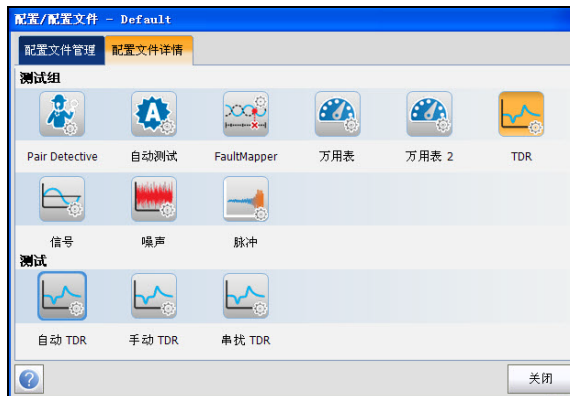 配置/配置文件 - Default
配置文件管理 配置文件详情
测试组
A
Pair Detective 自动测试 FaultMapper 万用表 万用表 2 TDR
信号 噪声 脉冲
测试
自动 TDR 手动 TDR 串扰 TDR
? 关闭